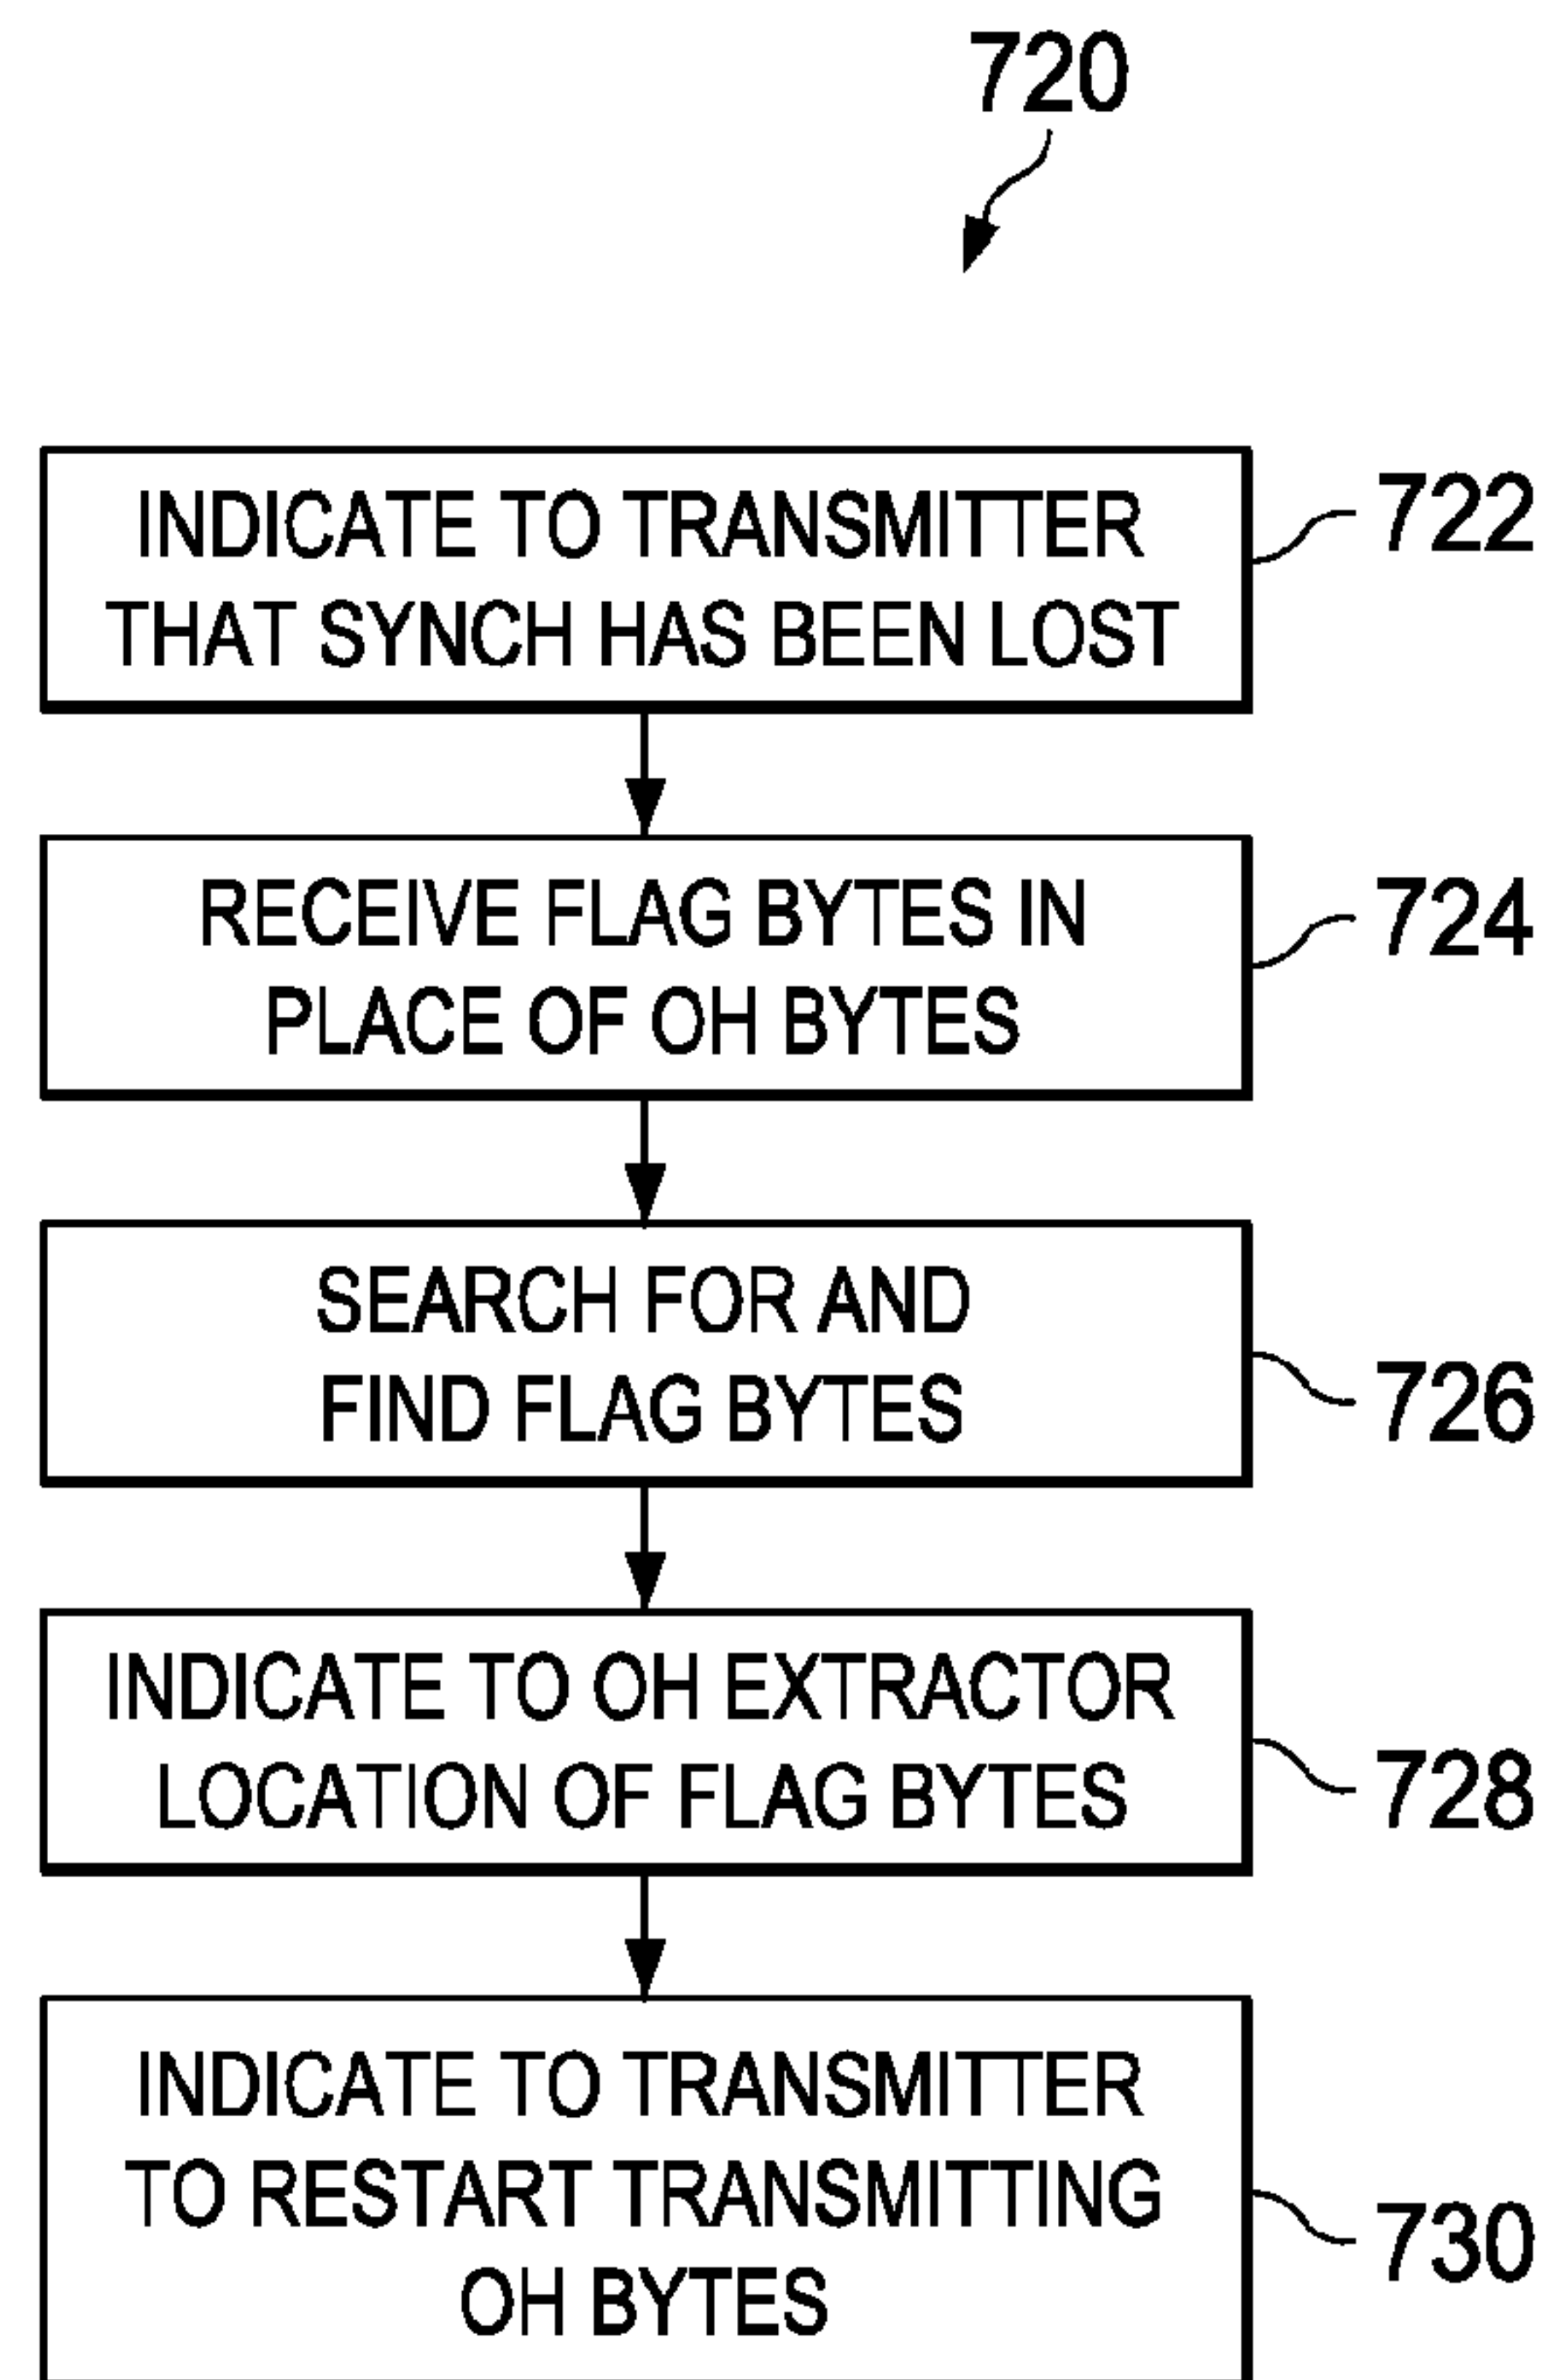 720
INDICATE TO TRANSMITTER
THAT SYNCH HAS BEEN LOST
722
RECEIVE FLAG BYTES IN
PLACE OF OH BYTES
724
SEARCH FOR AND
FIND FLAG BYTES
726
INDICATE TO OH EXTRACTOR
LOCATION OF FLAG BYTES
728
INDICATE TO TRANSMITTER
TO RESTART TRANSMITTING
OH BYTES
730